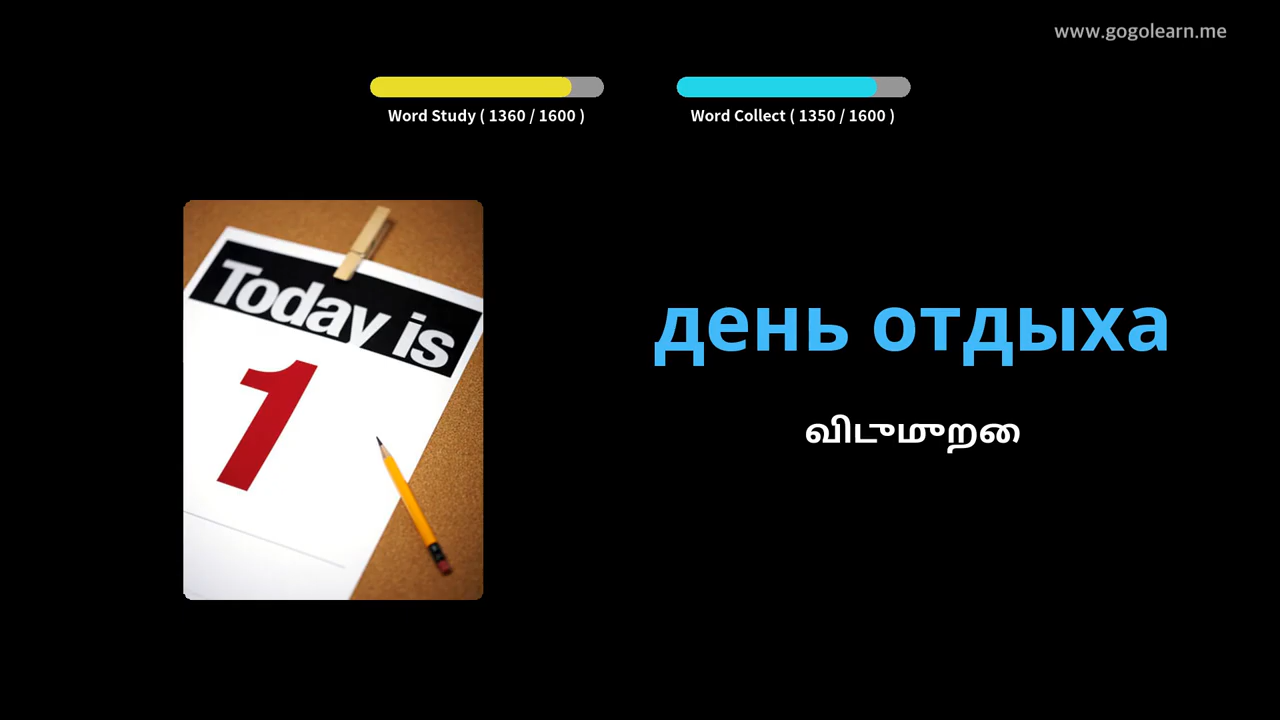 www.gogolearn.me
Word Study ( 1360 / 1600 )
Word Collect ( 1350 / 1600 )
Today is
1
день отдыха
விடுமுறை